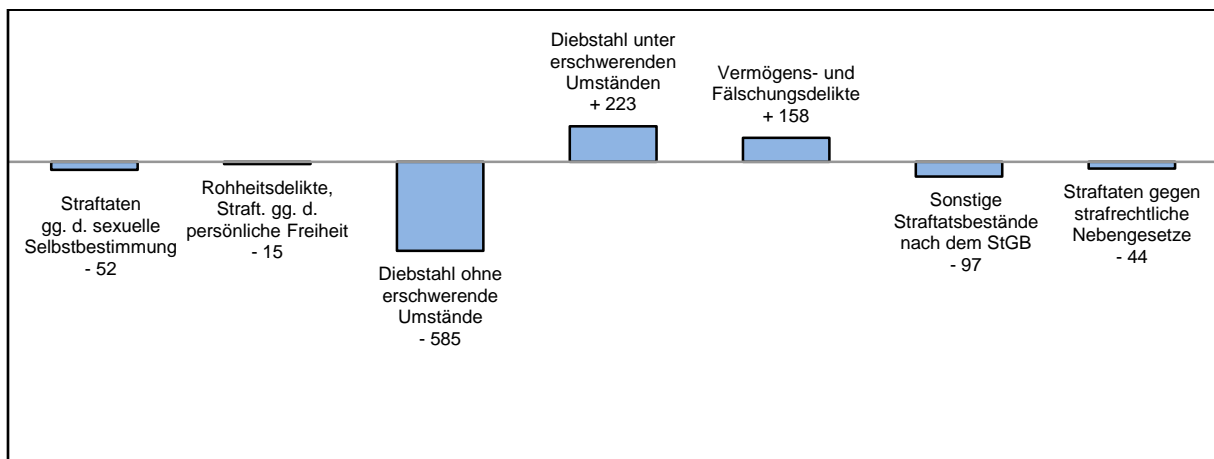 Straftaten
gg. d. sexuelle
Selbstbestimmung
- 52
Rohheitsdelikte,
Straft. gg. d.
persönliche Freiheit
- 15
Diebstahl ohne
erschwerende
Umstände
- 585
Diebstahl unter
erschwerenden
Umständen
+ 223
Vermögens- und
Fälschungsdelikte
+ 158
Sonstige
Straftatsbestände
nach dem StGB
- 97
Straftaten gegen
strafrechtliche
Nebengesetze
- 44